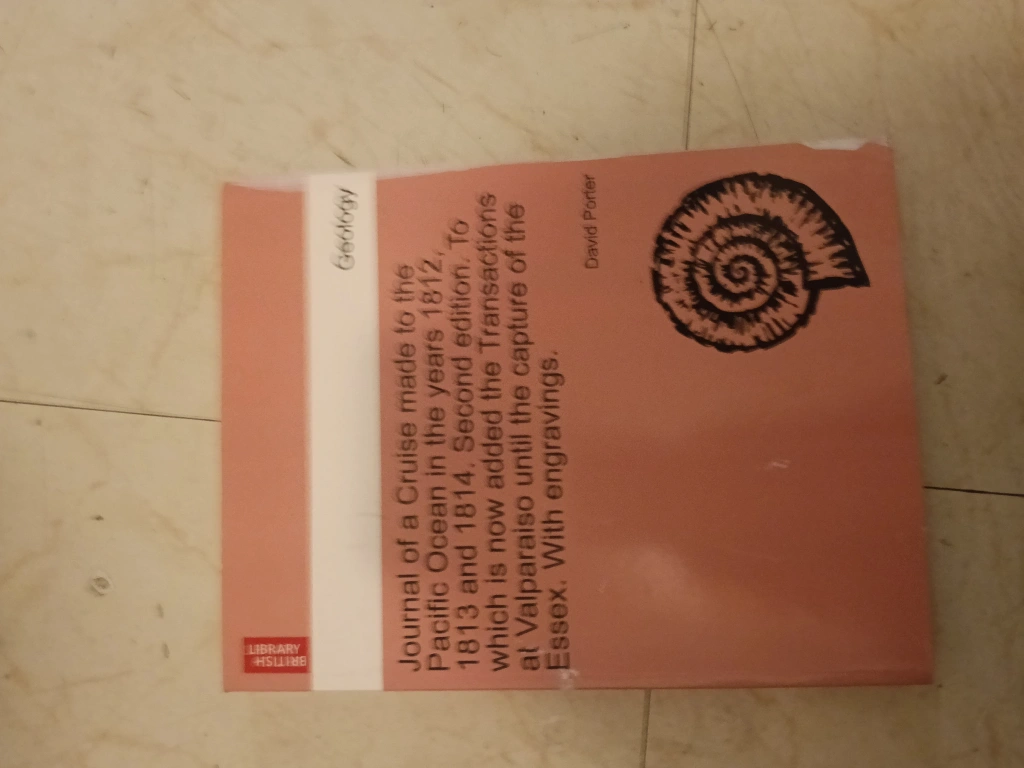 BRITISH
LIBRARY
Geology
Journal of a Cruise made to the
Pacific Ocean in the years 1812,
1813 and 1814. Second edition. To
which is now added the Transactions
at Valparaiso until the capture of the
Essex. With engravings.
David Porter